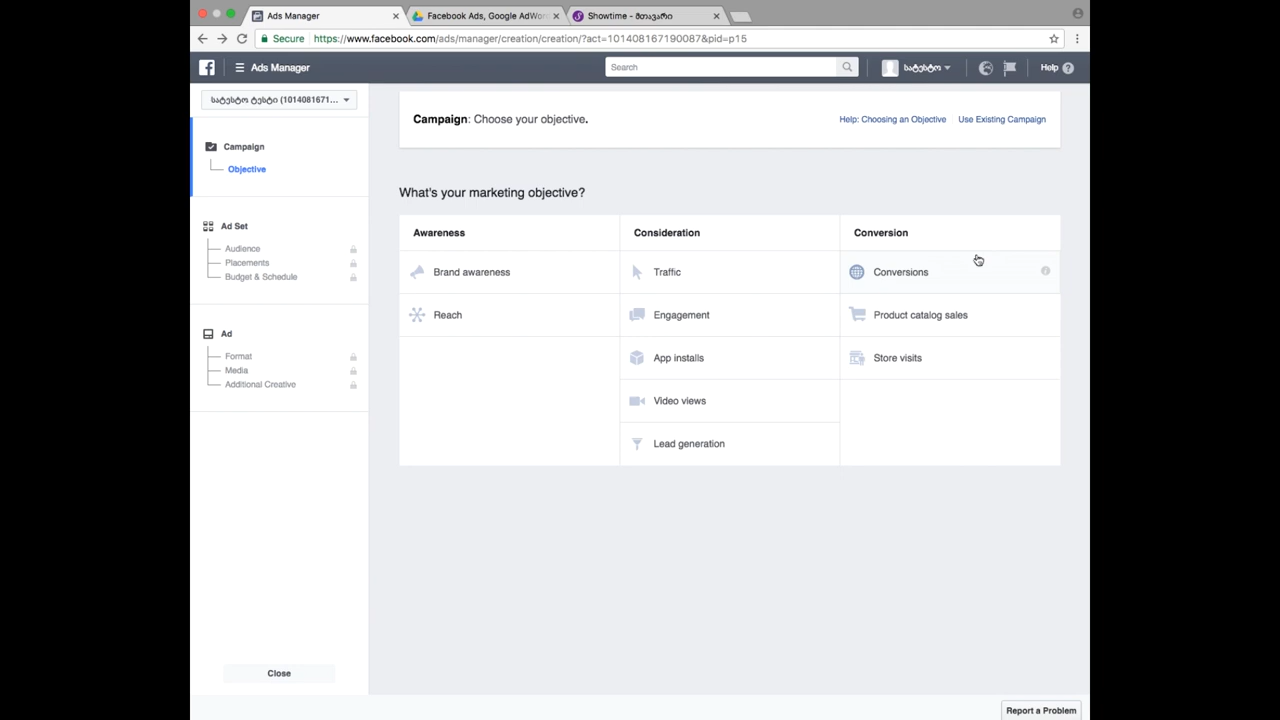 Ads Manager
Facebook Ads, Google AdWor
Showtime - მთავარი
Secure https://www.facebook.com/ads/manager/creation/creation/?act=101408167190087&pid=p15
Ads Manager
Search
სატესტო
Help
სატესტო ტესტი (1014081671...
Campaign: Choose your objective.
Help: Choosing an Objective
Use Existing Campaign
Campaign
Objective
Ad Set
Audience
Placements
Budget & Schedule
Ad
Format
Media
Additional Creative
Close
What's your marketing objective?
Awareness
Consideration
Conversion
Brand awareness
Traffic
Conversions
Reach
Engagement
Product catalog sales
App installs
Store visits
Video views
Lead generation
Report a Problem